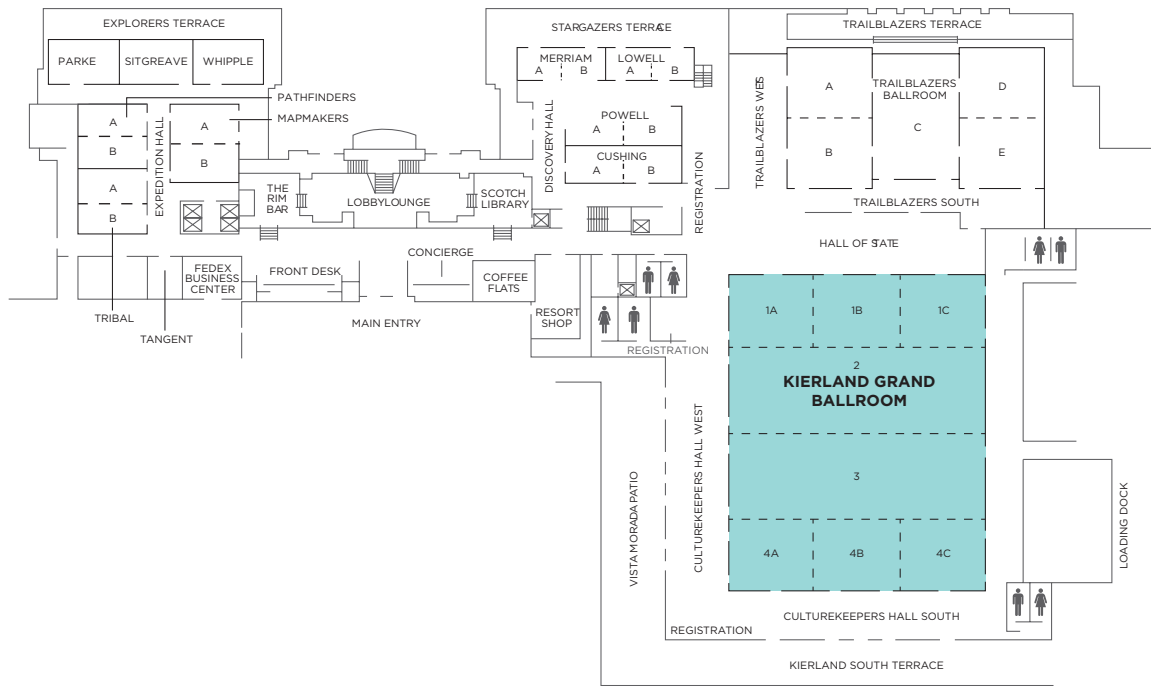 EXPLORERS TERRACE
PARKE
SITGREAVE
WHIPPLE
PATHFINDERS
MAPMAKERS
A
B
A
B
A
B
EXPEDITION HALL
TRIBAL
TANGENT
FEDEX
BUSINESS
CENTER
THE
RIM
BAR
LOBBYLOUNGE
SCOTCH
LIBRARY
FRONT DESK
CONCIERGE
COFFEE
FLATS
MAIN ENTRY
RESORT
SHOP
STARGAZERS TERRACE
MERRIAM
A B
LOWELL
A B
DISCOVERY HALL
POWELL
A B
CUSHING
A B
REGISTRATION
REGISTRATION
TRAILBLAZERS TERRACE
TRAILBLAZERS WEST
TRAILBLAZERS
BALLROOM
A
B
C
D
E
TRAILBLAZERS SOUTH
HALL OF STATE
1A
1B
1C
2
KIERLAND GRAND
BALLROOM
3
4A
4B
4C
VISTA MORADA PATIO
CULTUREKEEPERS HALL WEST
LOADING DOCK
CULTUREKEEPERS HALL SOUTH
REGISTRATION
KIERLAND SOUTH TERRACE